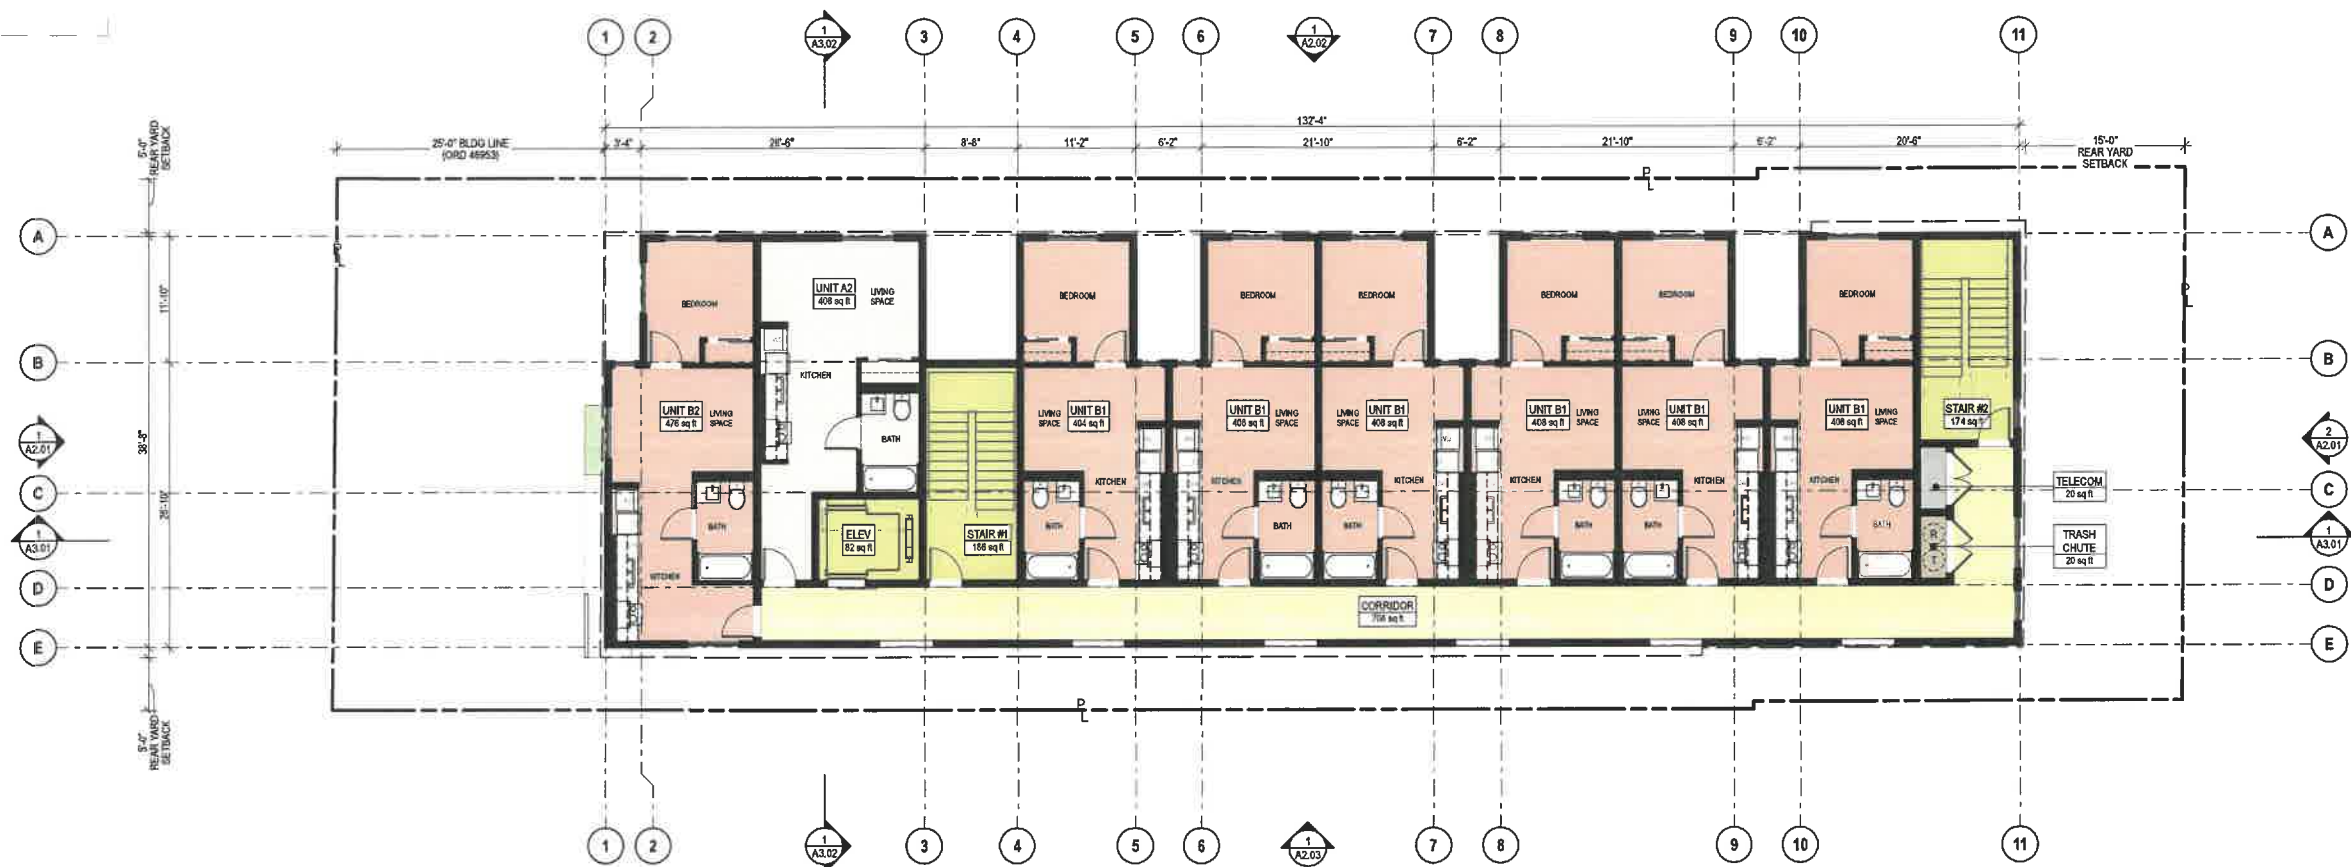 1
2
1
A3.02
3
4
5
6
1
A2.02
7
8
9
10
11
132'-4"
25'-0" BLDG LINE
(ORD 46953)
3'-4"
8'-8"
11'-2"
6'-2"
21'-10"
6'-2"
21'-10"
6'-2"
20'-6"
15'-0"
REAR YARD
SETBACK
5'-0"
REAR YARD
SETBACK
PL
PL
PL
A
A
11'-10"
BEDROOM
UNIT A2
408 sq ft
LIVING
SPACE
BEDROOM
BEDROOM
BEDROOM
BEDROOM
BEDROOM
BEDROOM
B
B
KITCHEN
38'-8"
UNIT B2
476 sq ft
LIVING
SPACE
BATH
LIVING
SPACE
UNIT B1
404 sq ft
UNIT B1
408 sq ft
LIVING
SPACE
LIVING
SPACE
UNIT B1
408 sq ft
UNIT B1
408 sq ft
LIVING
SPACE
LIVING
SPACE
UNIT B1
408 sq ft
UNIT B1
408 sq ft
LIVING
SPACE
STAIR #2
174 sq ft
1
A2.01
2
A2.01
C
C
26'-10"
KITCHEN
KITCHEN
KITCHEN
KITCHEN
KITCHEN
KITCHEN
TELECOM
20 sq ft
BATH
ELEV
82 sq ft
STAIR #1
BATH
BATH
BATH
BATH
BATH
BATH
R
T
TRASH
CHUTE
20 sq ft
1
A3.01
1
A3.01
KITCHEN
D
D
CORRIDOR
E
E
PL
5'-0"
REAR YARD
SETBACK
1
2
1
A3.02
3
4
5
6
1
A2.03
7
8
9
10
11